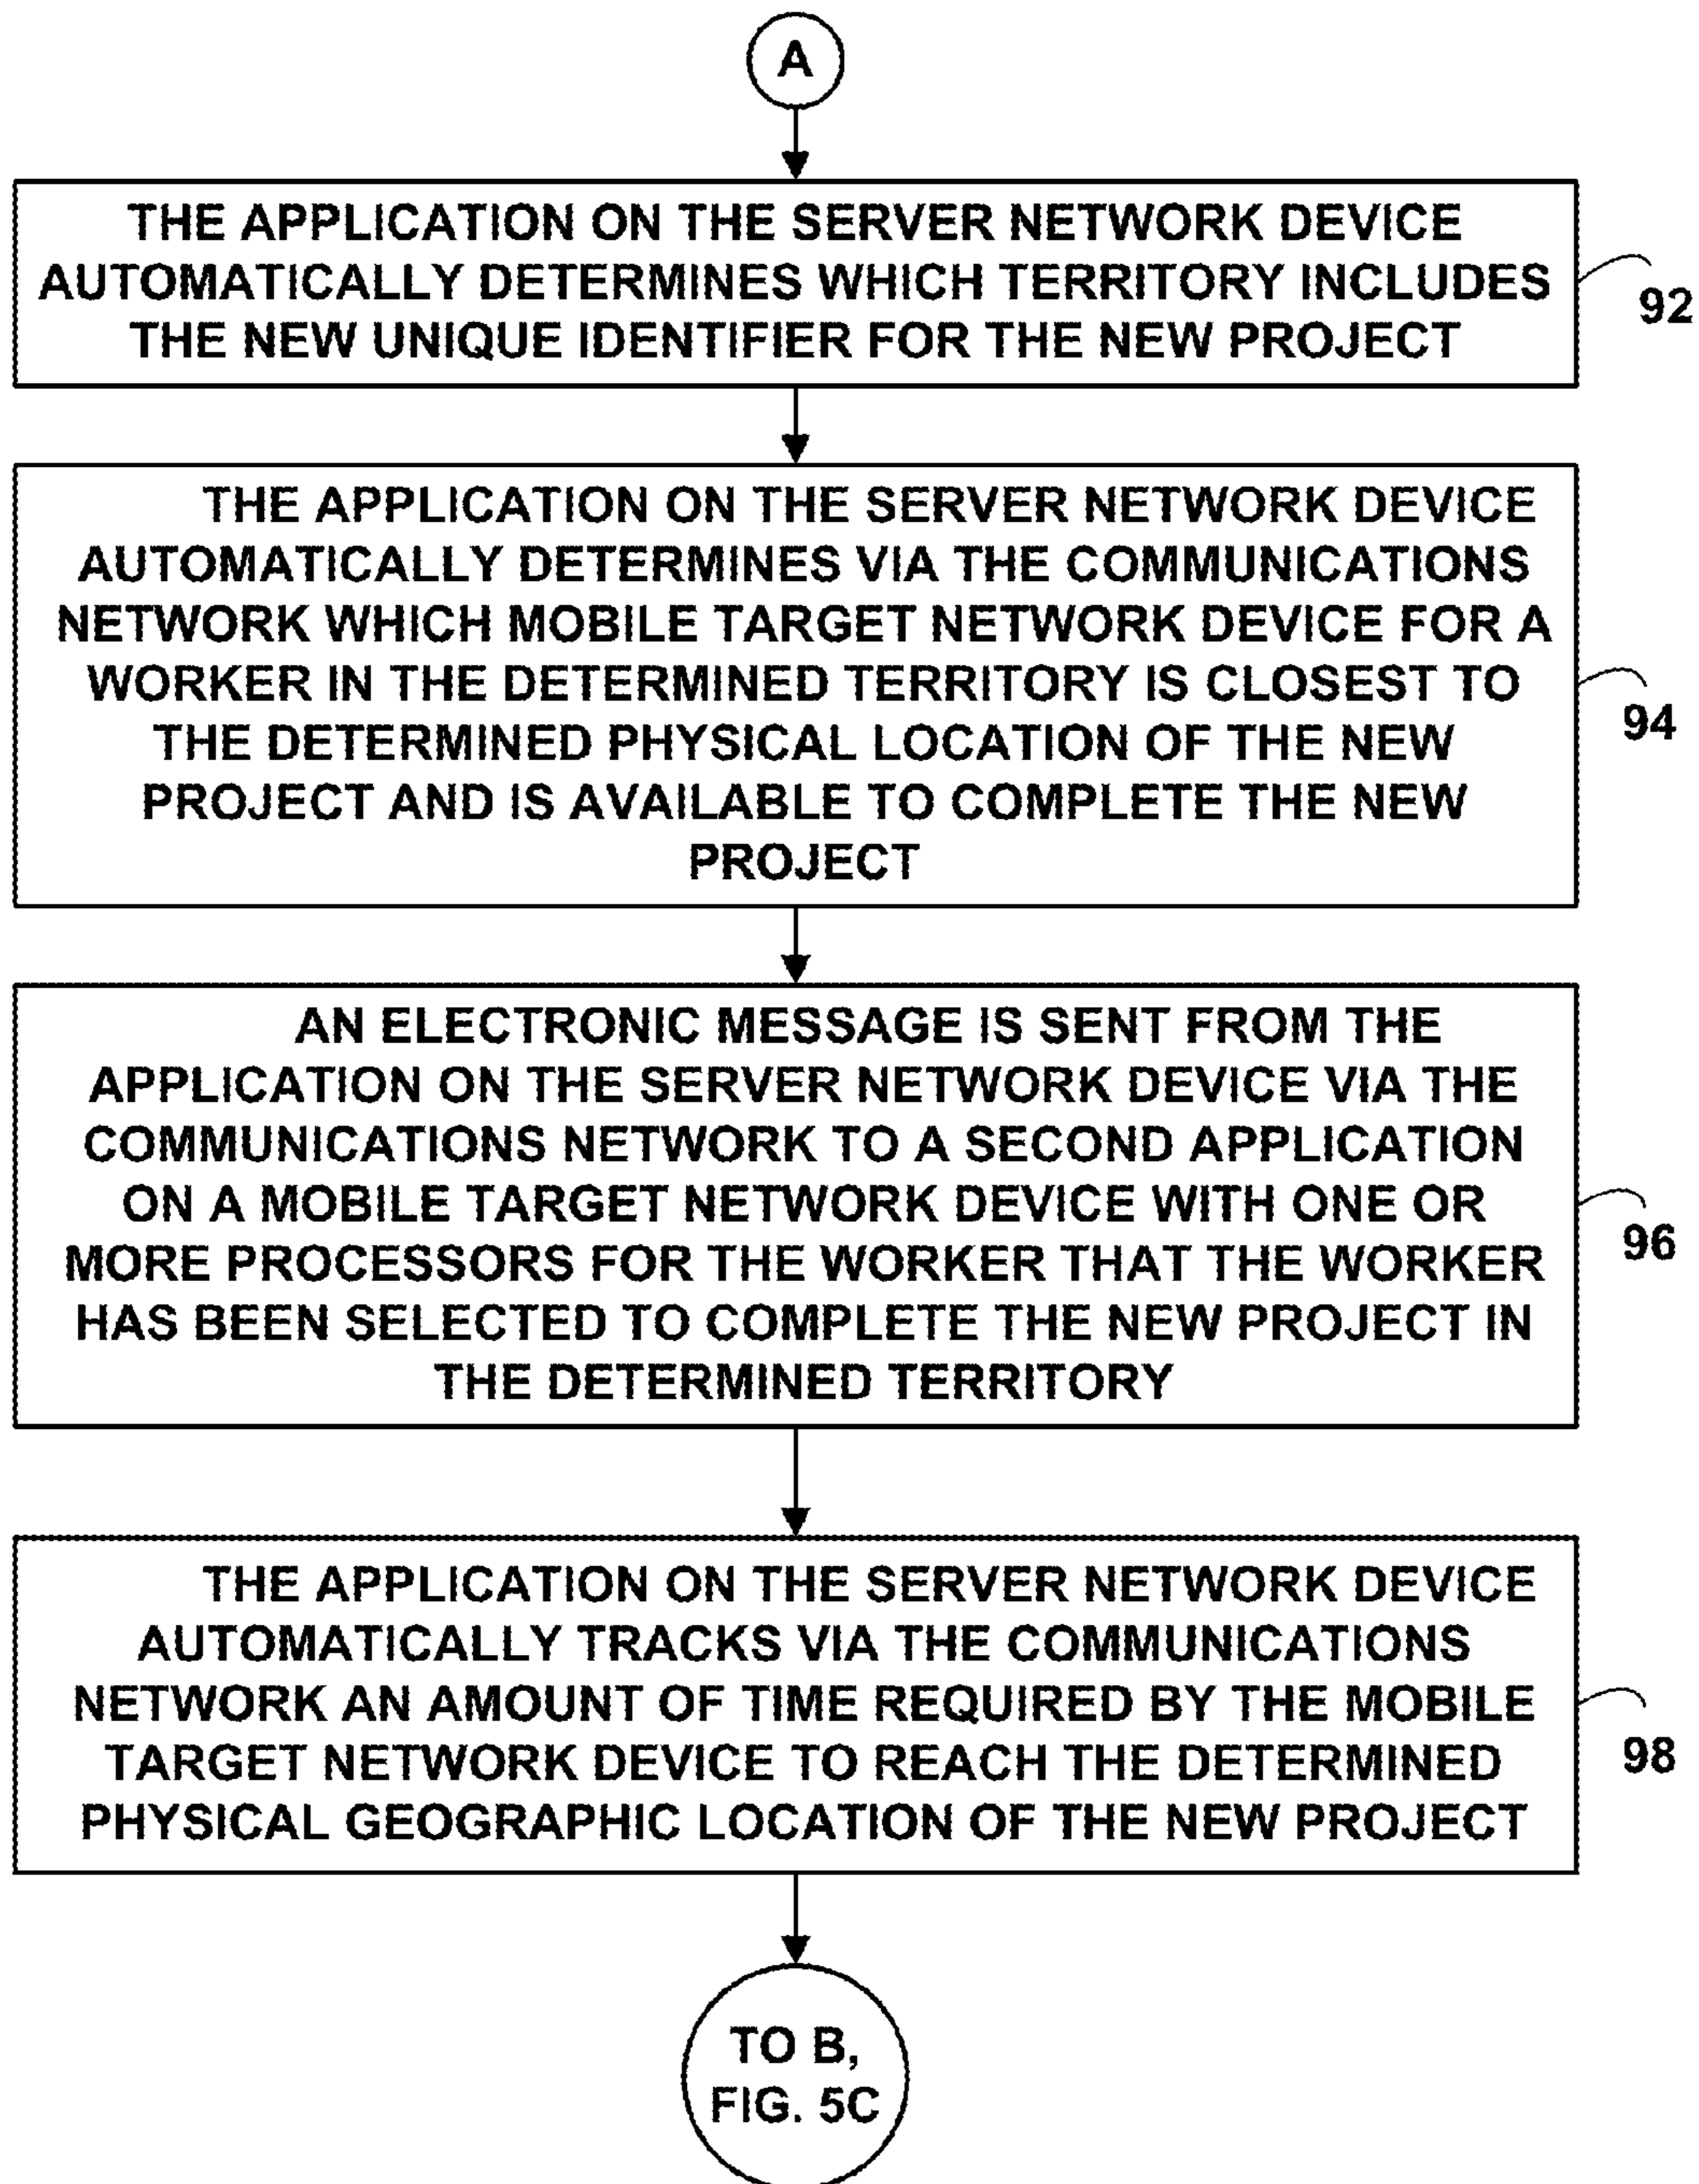 A
THE APPLICATION ON THE SERVER NETWORK DEVICE
AUTOMATICALLY DETERMINES WHICH TERRITORY INCLUDES
THE NEW UNIQUE IDENTIFIER FOR THE NEW PROJECT
92
THE APPLICATION ON THE SERVER NETWORK DEVICE
AUTOMATICALLY DETERMINES VIA THE COMMUNICATIONS
NETWORK WHICH MOBILE TARGET NETWORK DEVICE FOR A
WORKER IN THE DETERMINED TERRITORY IS CLOSEST TO
THE DETERMINED PHYSICAL LOCATION OF THE NEW
PROJECT AND IS AVAILABLE TO COMPLETE THE NEW
PROJECT
94
AN ELECTRONIC MESSAGE IS SENT FROM THE
APPLICATION ON THE SERVER NETWORK DEVICE VIA THE
COMMUNICATIONS NETWORK TO A SECOND APPLICATION
ON A MOBILE TARGET NETWORK DEVICE WITH ONE OR
MORE PROCESSORS FOR THE WORKER THAT THE WORKER
HAS BEEN SELECTED TO COMPLETE THE NEW PROJECT IN
THE DETERMINED TERRITORY
96
THE APPLICATION ON THE SERVER NETWORK DEVICE
AUTOMATICALLY TRACKS VIA THE COMMUNICATIONS
NETWORK AN AMOUNT OF TIME REQUIRED BY THE MOBILE
TARGET NETWORK DEVICE TO REACH THE DETERMINED
PHYSICAL GEOGRAPHIC LOCATION OF THE NEW PROJECT
98
TO B,
FIG. 5C